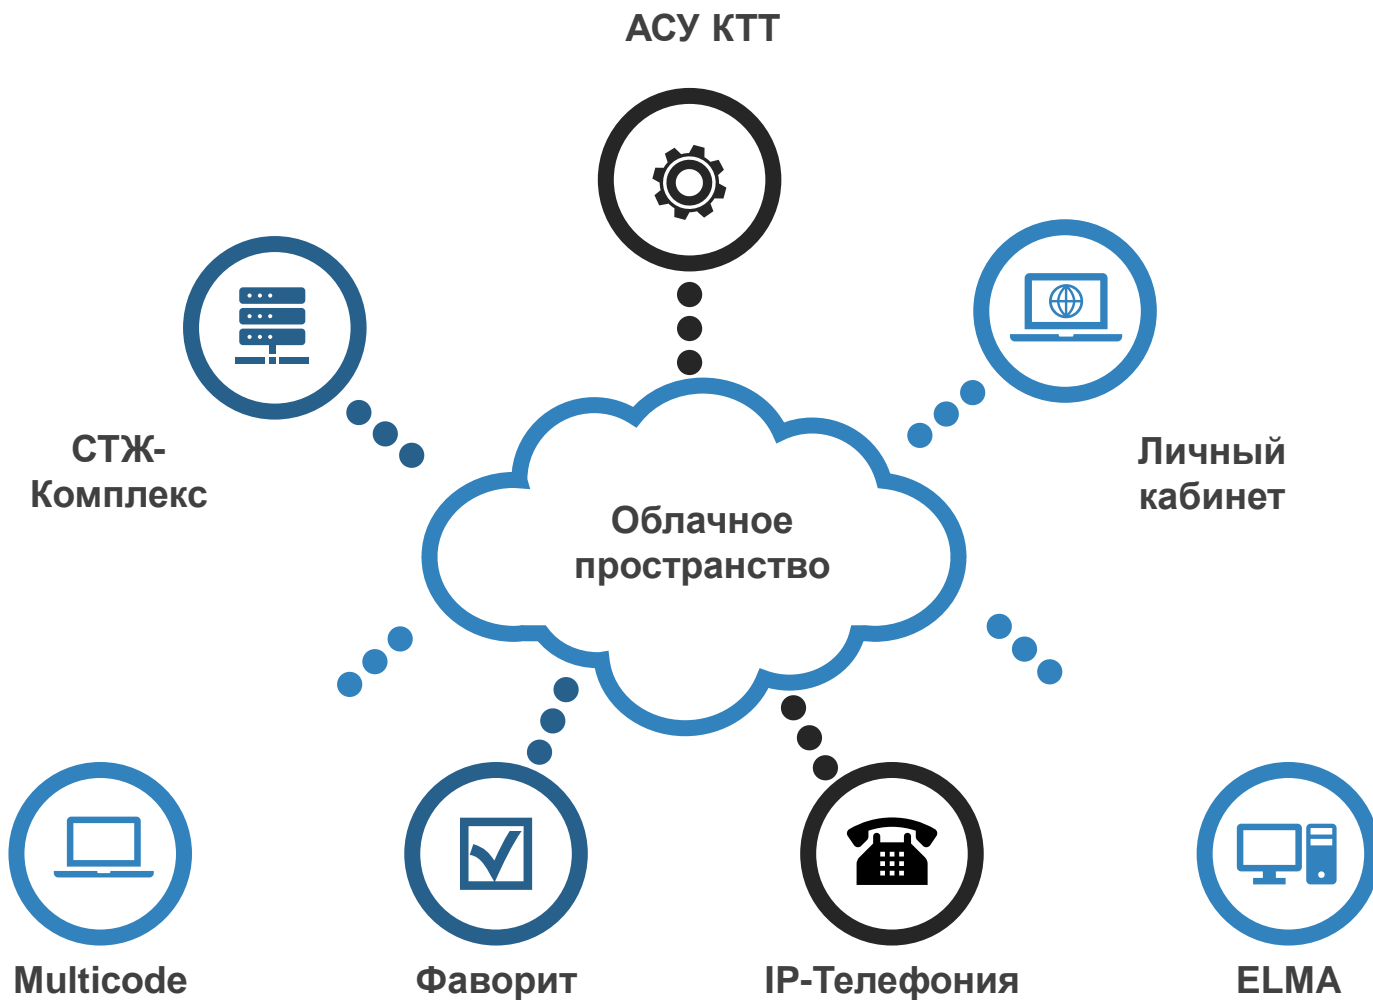 АСУ КТТ
СТЖ-
Комплекс
Личный
кабинет
Облачное
пространство
Multicode
Фаворит
IP-Телефония
ELMA